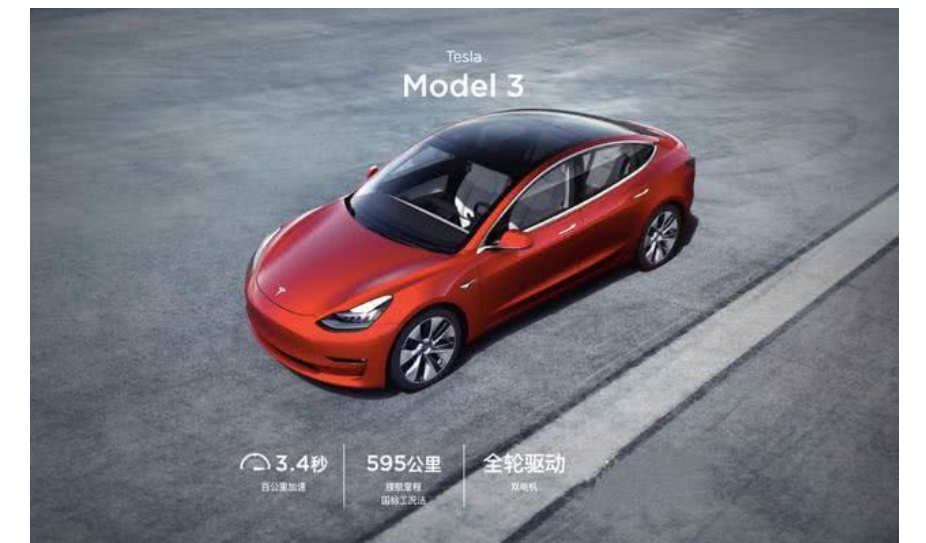 Tesla
Model 3
3.4秒
百公里加速
595公里
续航里程
国标工况法
全轮驱动
双电机